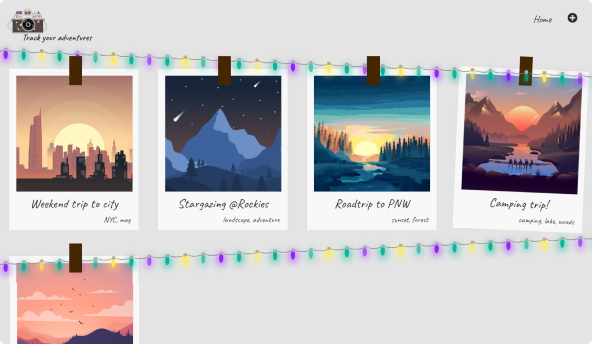 Track your adventures
Home
Weekend trip to city
NYC, mag
Stargazing @Rockies
landscape, adventure
Roadtrip to PNW
sunset, forest
Camping trip!
camping, lake, woods